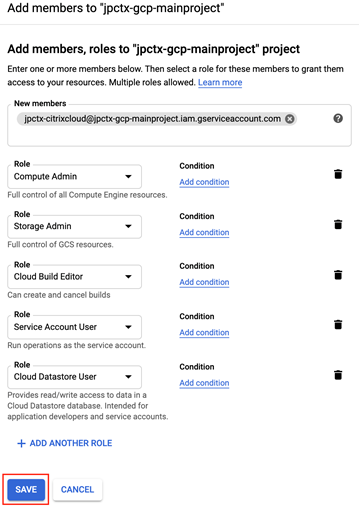 Add members to "jpctx-gcp-mainproject"
Add members, roles to "jpctx-gcp-mainproject" project
Enter one or more members below. Then select a role for these members to grant them
access to your resources. Multiple roles allowed. Learn more
New members
jpctx-citrixcloud@jpctx-gcp-mainproject.iam.gserviceaccount.com
Role
Condition
Compute Admin
Add condition
Full control of all Compute Engine resources.
Role
Condition
Storage Admin
Add condition
Full control of GCS resources.
Role
Condition
Cloud Build Editor
Add condition
Can create and cancel builds
Role
Condition
Service Account User
Add condition
Run operations as the service account.
Role
Condition
Cloud Datastore User
Add condition
Provides read/write access to data in a
Cloud Datastore database. Intended for
application developers and service accounts.
+ ADD ANOTHER ROLE
SAVE
CANCEL